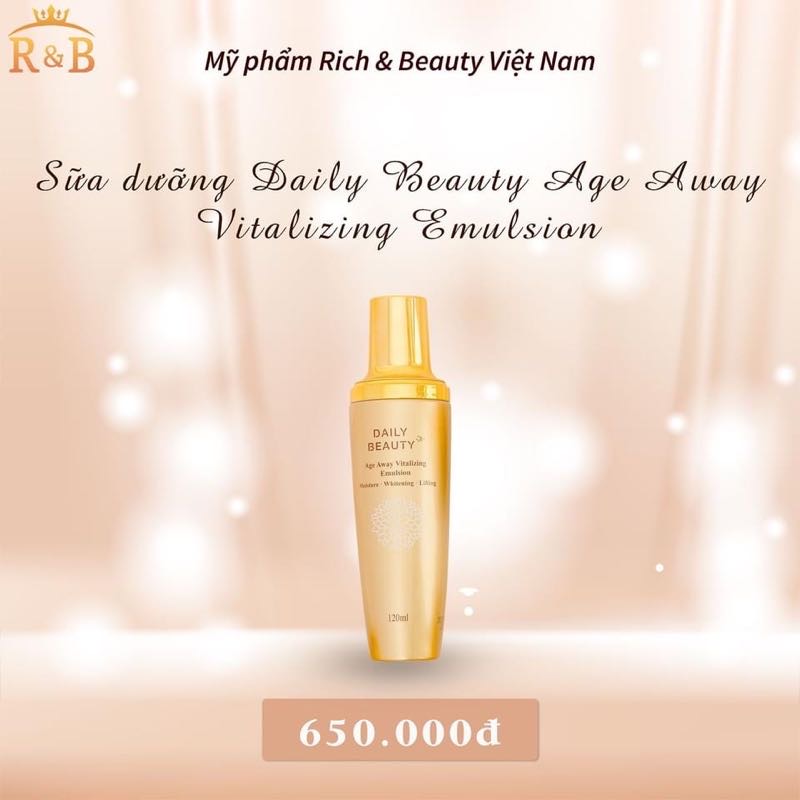 R&B
Mỹ phẩm Rich & Beauty Việt Nam
Sữa dưỡng Daily Beauty Age Away
Vitalizing Emulsion
DAILY
BEAUTY
Age Away Vitalizing
Emulsion
Moisture · Whitening · Lifting
120ml
650.000đ